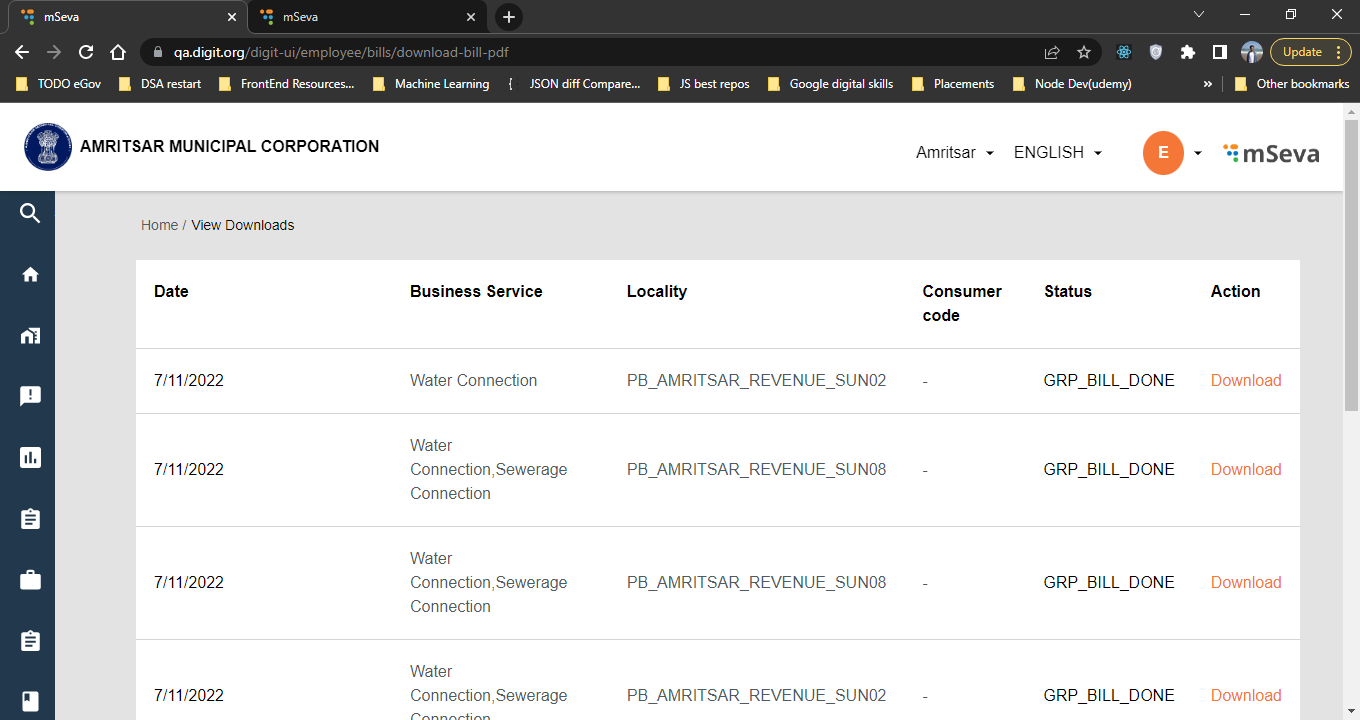 mSeva
mSeva
qa.digit.org/digit-ui/employee/bills/download-bill-pdf
Update
TODO eGov
DSA restart
FrontEnd Resources...
Machine Learning
{ JSON diff Compare...
JS best repos
Google digital skills
Placements
Node Dev(udemy)
»
Other bookmarks
AMRITSAR MUNICIPAL CORPORATION
Amritsar
ENGLISH
E
mSeva
Home / View Downloads
Date Business Service Locality Consumer code Status Action
7/11/2022 Water Connection PB_AMRITSAR_REVENUE_SUN02 - GRP_BILL_DONE Download
Water
7/11/2022 Connection,Sewerage PB_AMRITSAR_REVENUE_SUN08 - GRP_BILL_DONE Download
Connection
Water
7/11/2022 Connection,Sewerage PB_AMRITSAR_REVENUE_SUN08 - GRP_BILL_DONE Download
Connection
Water
7/11/2022 Connection,Sewerage PB_AMRITSAR_REVENUE_SUN02 - GRP_BILL_DONE Download
Connection